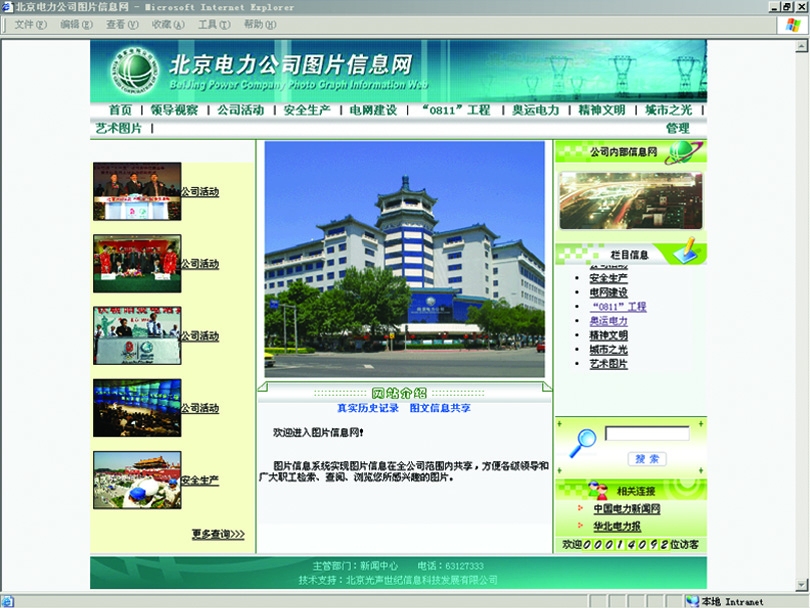 北京电力公司图片信息网 - Microsoft Internet Explorer
文件(F) 编辑(E) 查看(V) 收藏(A) 工具(T) 帮助(H)
北京电力公司图片信息网
BeiJing Power Company Photo Graph Information Web
首页 | 领导视察 | 公司活动 | 安全生产 | 电网建设 | “0811”工程 | 奥运电力 | 精神文明 | 城市之光 |
艺术图片 | 管理
公司活动
公司活动
公司活动
公司活动
安全生产
更多查询>>>
网站介绍
真实历史记录 图文信息共享
欢迎进入图片信息网!
图片信息系统实现图片信息在全公司范围内共享，方便各级领导和
广大职工检索、查阅、浏览您所感兴趣的图片。
公司内部信息网
栏目信息
公司活动
安全生产
电网建设
“0811”工程
奥运电力
精神文明
城市之光
艺术图片
搜 索
相关连接
中国电力新闻网
华北电力报
欢迎00014092位访客
主管部门：新闻中心 电话：63127333
技术支持：北京光声世纪信息科技发展有限公司
本地 Intranet